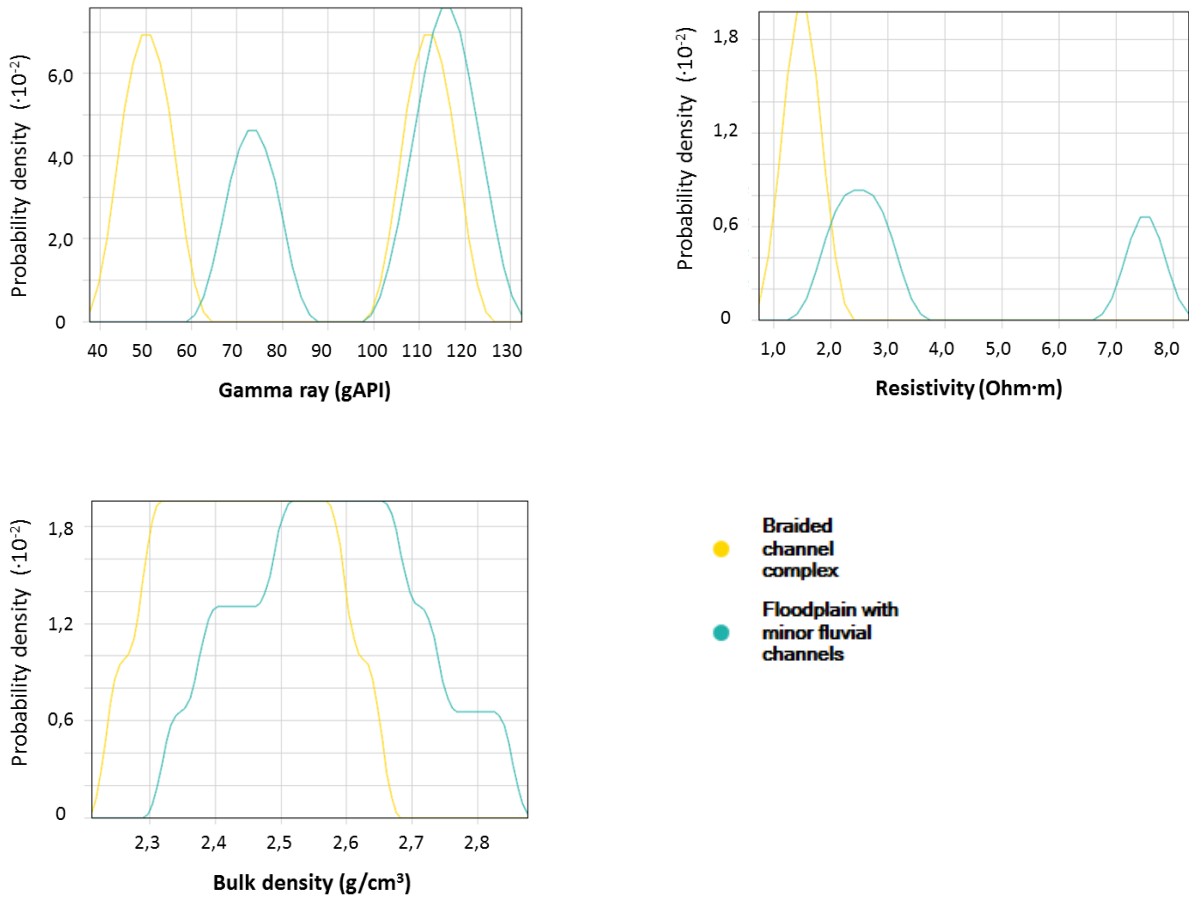 Probability density (·10⁻²)
6,0
4,0
2,0
0
40 50 60 70 80 90 100 110 120 130
Gamma ray (gAPI)
Probability density (·10⁻²)
1,8
1,2
0,6
0
1,0 2,0 3,0 4,0 5,0 6,0 7,0 8,0
Resistivity (Ohm·m)
Probability density (·10⁻²)
1,8
1,2
0,6
0
2,3 2,4 2,5 2,6 2,7 2,8
Bulk density (g/cm³)
Braided
channel
complex
Floodplain with
minor fluvial
channels